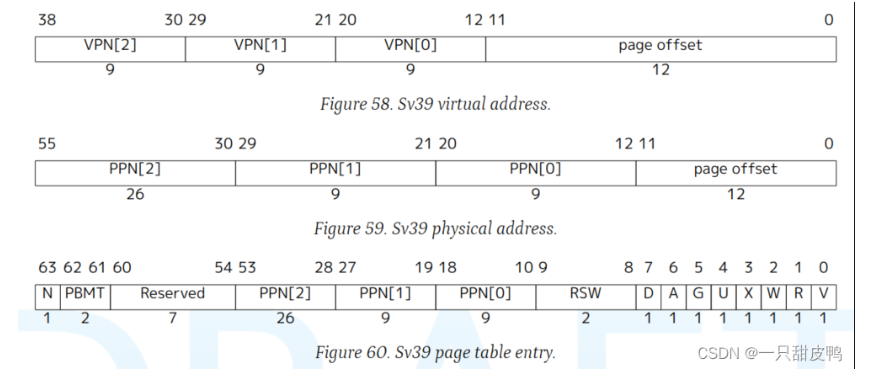 38 30 29 21 20 12 11 0
VPN[2] VPN[1] VPN[0] page offset
9 9 9 12
Figure 58. Sv39 virtual address.
55 30 29 21 20 12 11 0
PPN[2] PPN[1] PPN[0] page offset
26 9 9 12
Figure 59. Sv39 physical address.
63 62 61 60 54 53 28 27 19 18 10 9 8 7 6 5 4 3 2 1 0
N PBMT Reserved PPN[2] PPN[1] PPN[0] RSW D A G U X W R V
1 2 7 26 9 9 2 1 1 1 1 1 1 1 1
Figure 60. Sv39 page table entry.
DRAFT
CSDN @一只甜皮鸭